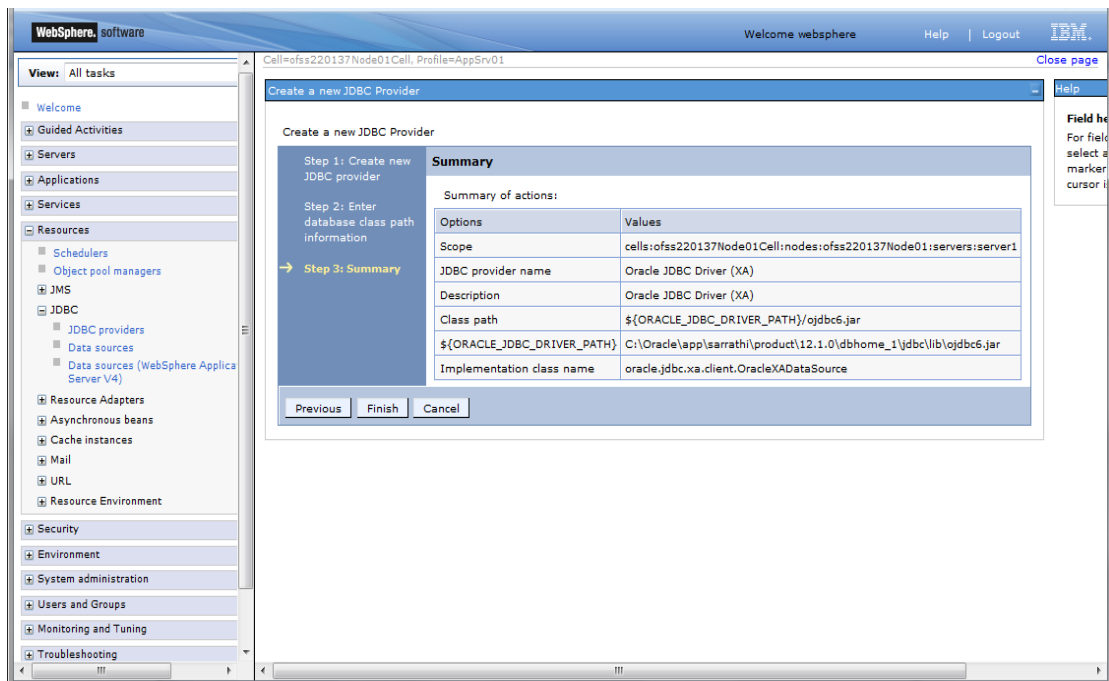 WebSphere. software
Welcome websphere Help | Logout IBM.
View: All tasks
Welcome
Guided Activities
Servers
Applications
Services
Resources
Schedulers
Object pool managers
JMS
JDBC
JDBC providers
Data sources
Data sources (WebSphere Applica
Server V4)
Resource Adapters
Asynchronous beans
Cache instances
Mail
URL
Resource Environment
Security
Environment
System administration
Users and Groups
Monitoring and Tuning
Troubleshooting
Cell=ofss220137Node01Cell, Profile=AppSrv01
Close page
Create a new JDBC Provider
Create a new JDBC Provider
Step 1: Create new
JDBC provider
Step 2: Enter
database class path
information
Step 3: Summary
Summary
Summary of actions:
Options Values
Scope cells:ofss220137Node01Cell:nodes:ofss220137Node01:servers:server1
JDBC provider name Oracle JDBC Driver (XA)
Description Oracle JDBC Driver (XA)
Class path ${ORACLE_JDBC_DRIVER_PATH}/ojdbc6.jar
${ORACLE_JDBC_DRIVER_PATH} C:\Oracle\app\sarrathi\product\12.1.0\dbhome_1\jdbc\lib\ojdbc6.jar
Implementation class name oracle.jdbc.xa.client.OracleXADataSource
Previous Finish Cancel
Help
Field he
For field
select a
marker
cursor i